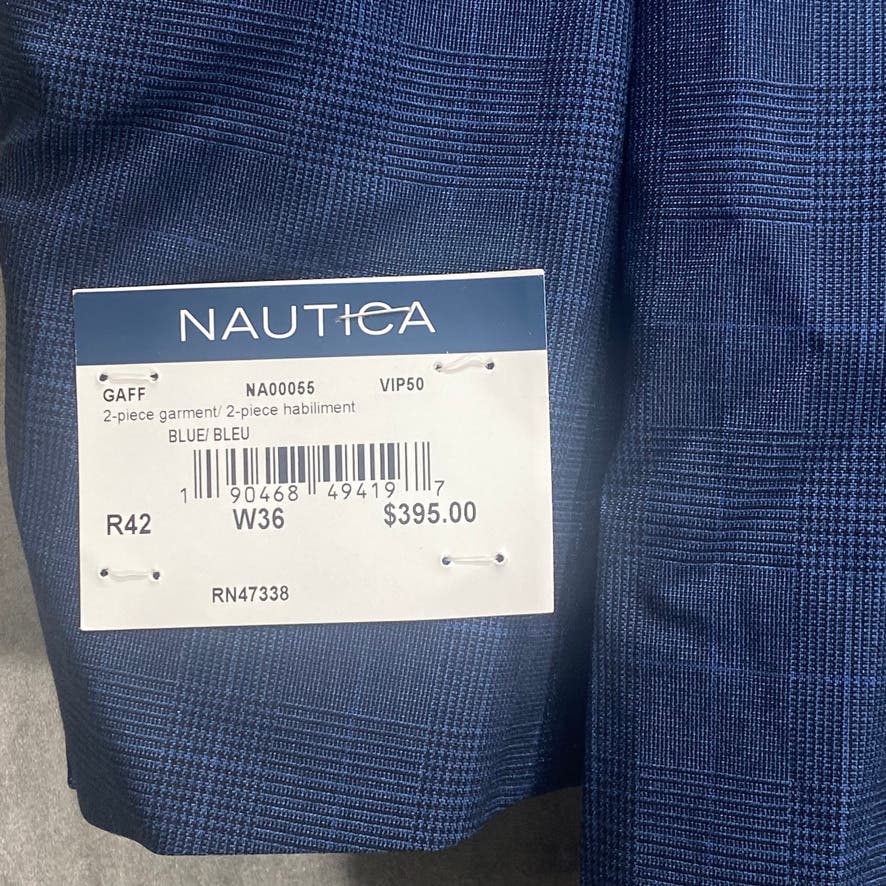 NAUTICA
GAFF NA00055 VIP50
2-piece garment/ 2-piece habiliment
BLUE/ BLEU
1 90468 49419 7
R42 W36 $395.00
RN47338